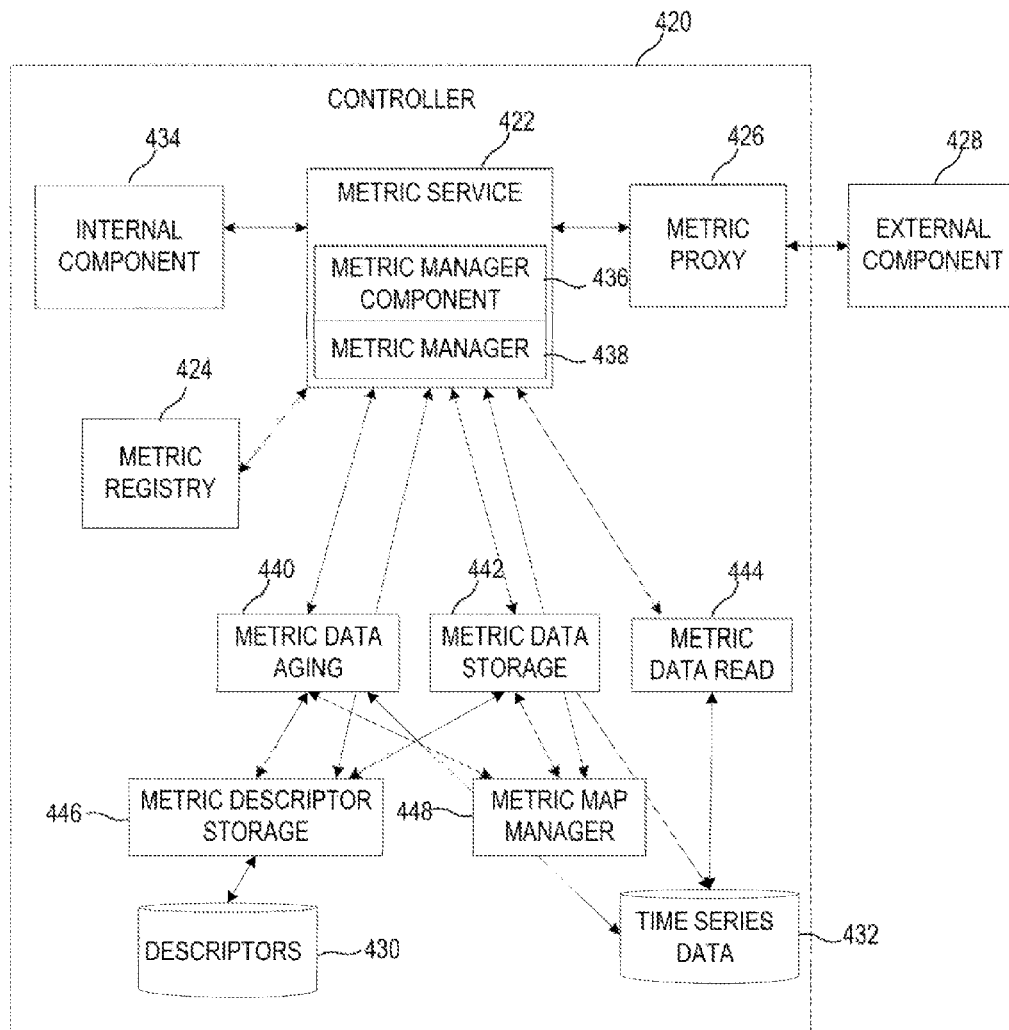 420
CONTROLLER
434
422
426
428
INTERNAL
COMPONENT
METRIC SERVICE
METRIC MANAGER
COMPONENT
436
METRIC MANAGER
438
METRIC
PROXY
EXTERNAL
COMPONENT
424
METRIC
REGISTRY
440
442
444
METRIC DATA
AGING
METRIC DATA
STORAGE
METRIC
DATA READ
446
METRIC DESCRIPTOR
STORAGE
448
METRIC MAP
MANAGER
DESCRIPTORS
430
TIME SERIES
DATA
432